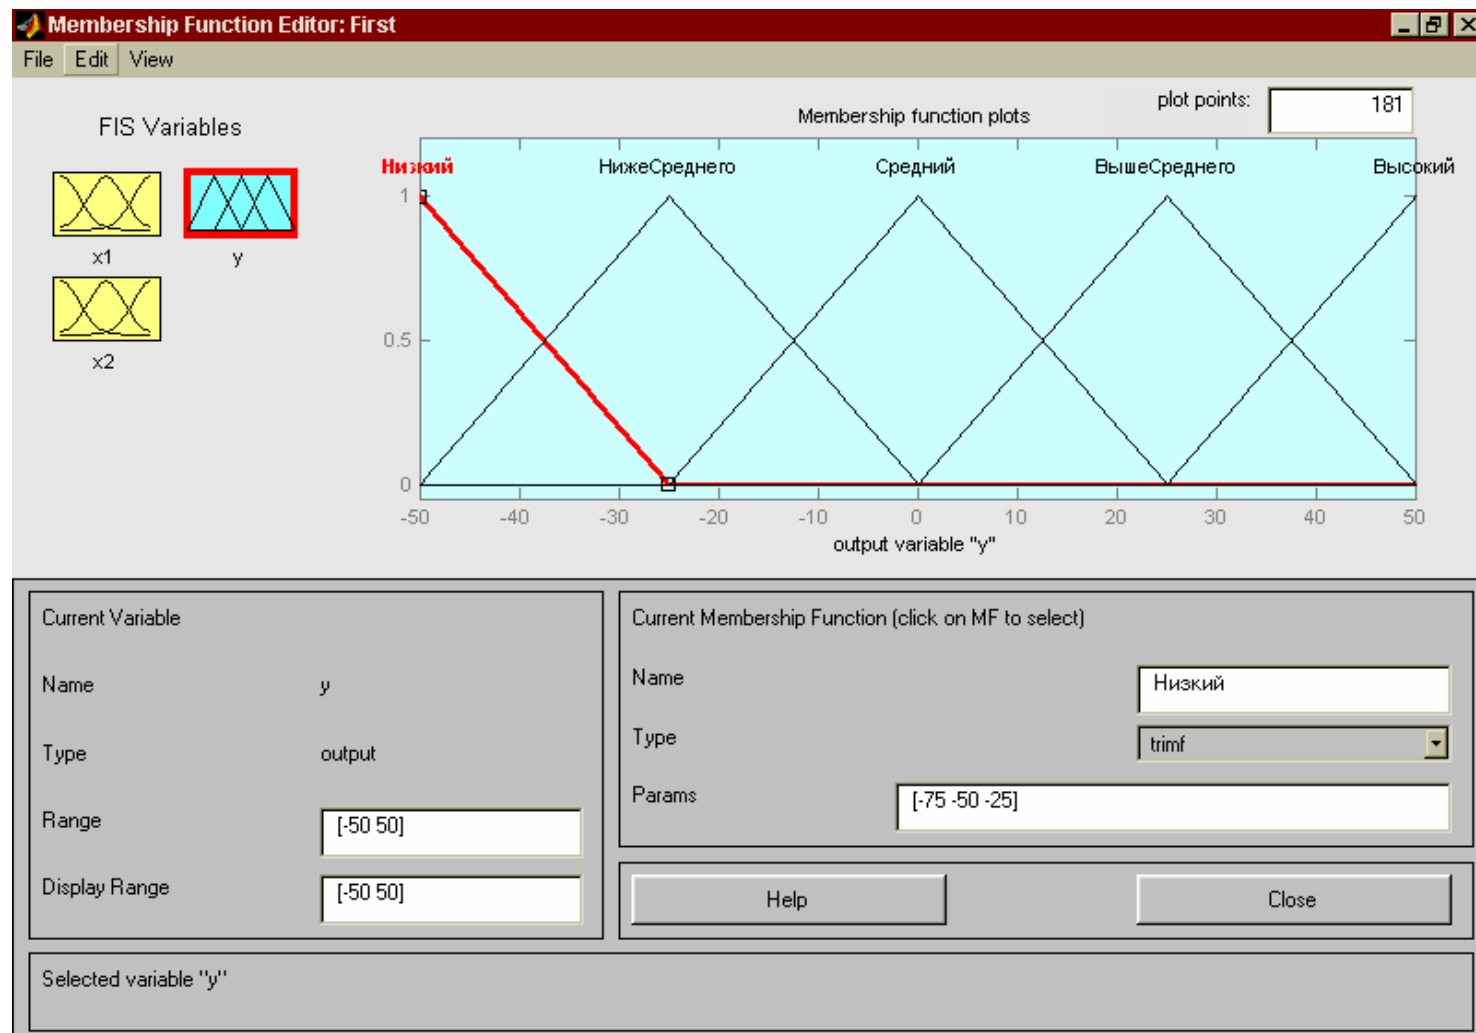 Membership Function Editor: First
File Edit View
FIS Variables
x1
y
x2
Membership function plots
plot points: 181
Низкий НижеСреднего Средний ВышеСреднего Высокий
1
0.5
0
-50 -40 -30 -20 -10 0 10 20 30 40 50
output variable "y"
Current Variable
Name y
Type output
Range [-50 50]
Display Range [-50 50]
Current Membership Function (click on MF to select)
Name Низкий
Type trimf
Params [-75 -50 -25]
Help Close
Selected variable "y"